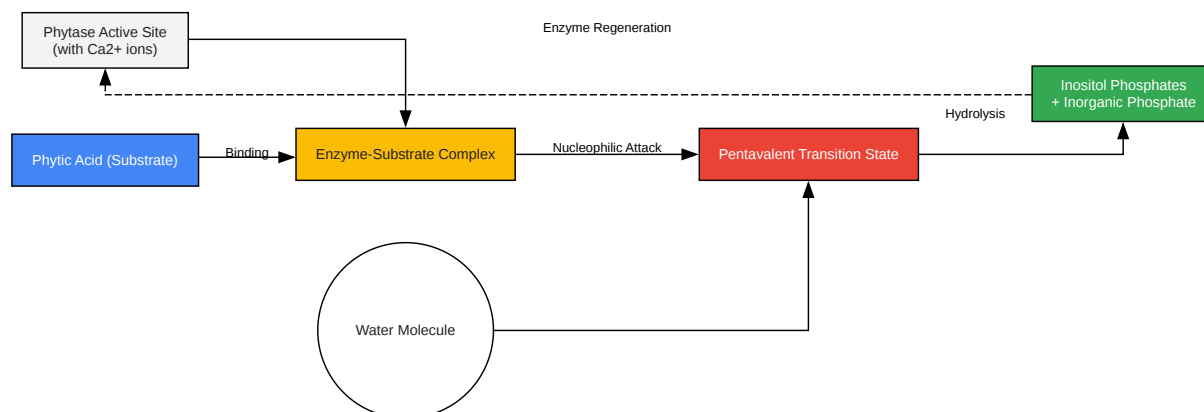 Phytase Active Site
(with Ca2+ ions)
Enzyme Regeneration
Inositol Phosphates
+ Inorganic Phosphate
Hydrolysis
Phytic Acid (Substrate)
Binding
Enzyme-Substrate Complex
Nucleophilic Attack
Pentavalent Transition State
Water Molecule